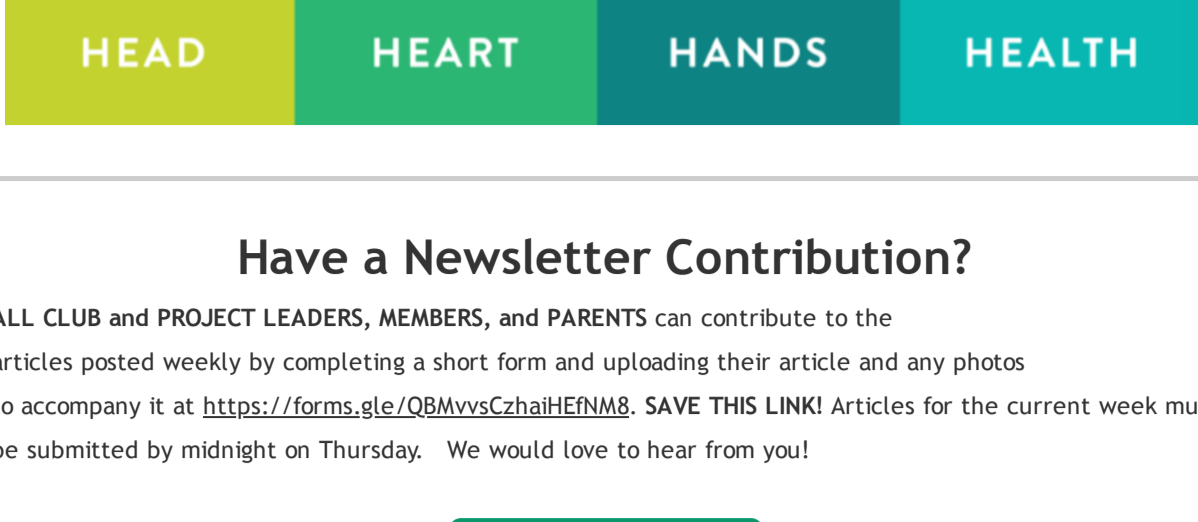 HEAD HEART HANDS HEALTH
Have a Newsletter Contribution?
ALL CLUB and PROJECT LEADERS, MEMBERS, and PARENTS can contribute to the
articles posted weekly by completing a short form and uploading their article and any photos
to accompany it at https://forms.gle/QBMvvsCzhaiHEfNM8. SAVE THIS LINK! Articles for the current week mu
be submitted by midnight on Thursday. We would love to hear from you!